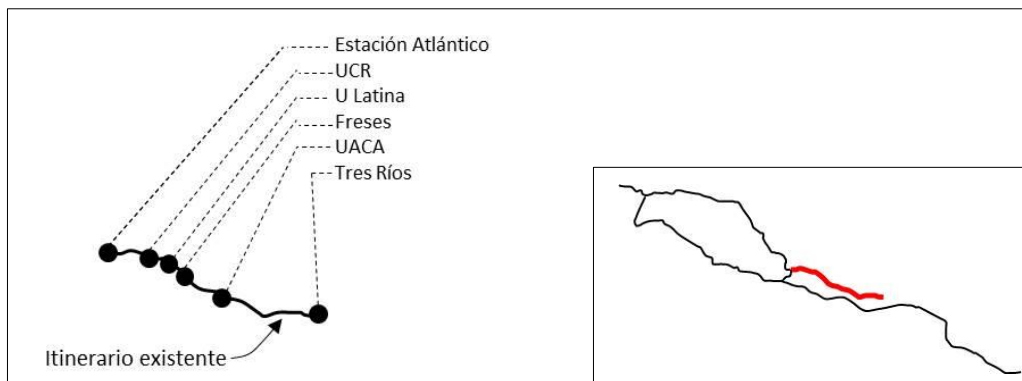 Estación Atlántico
UCR
U Latina
Freses
UACA
Tres Ríos
Itinerario existente